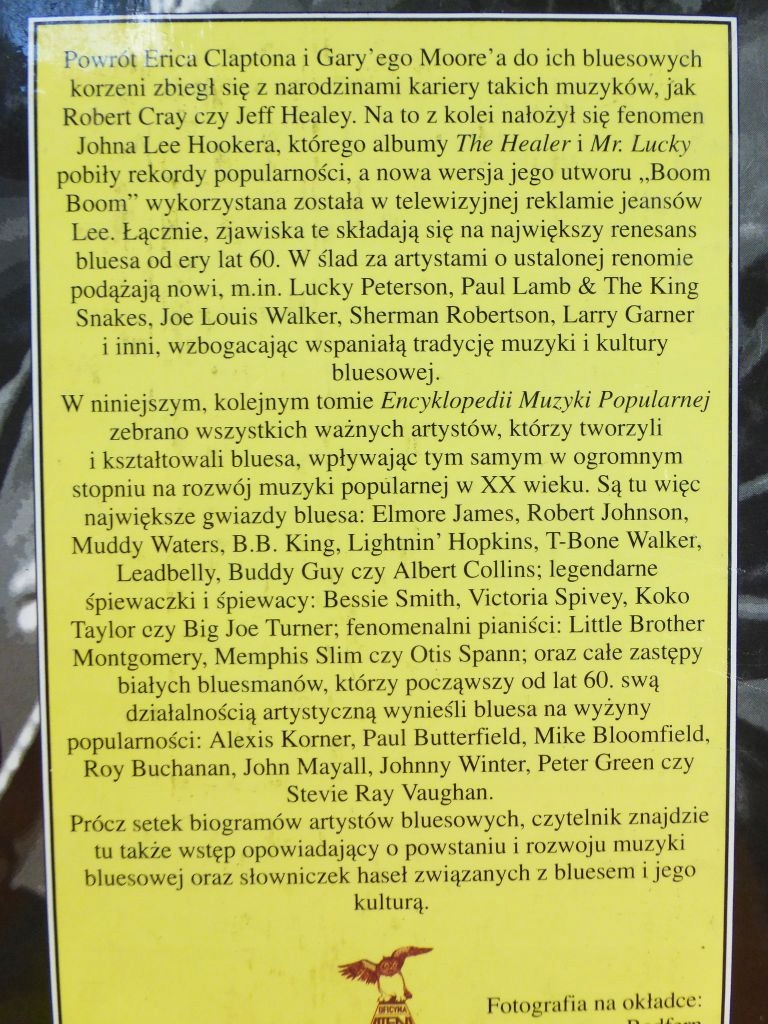 Powrót Erica Claptona i Gary'ego Moore'a do ich bluesowych
korzeni zbiegł się z narodzinami kariery takich muzyków, jak
Robert Cray czy Jeff Healey. Na to z kolei nałożył się fenomen
Johna Lee Hookera, którego albumy The Healer i Mr. Lucky
pobiły rekordy popularności, a nowa wersja jego utworu „Boom
Boom” wykorzystana została w telewizyjnej reklamie jeansów
Lee. Łącznie, zjawiska te składają się na największy renesans
bluesa od ery lat 60. W ślad za artystami o ustalonej renomie
podążają nowi, m.in. Lucky Peterson, Paul Lamb & The King
Snakes, Joe Louis Walker, Sherman Robertson, Larry Garner
i inni, wzbogacając wspaniałą tradycję muzyki i kultury
bluesowej.
W niniejszym, kolejnym tomie Encyklopedii Muzyki Popularnej
zebrano wszystkich ważnych artystów, którzy tworzyli
i kształtowali bluesa, wpływając tym samym w ogromnym
stopniu na rozwój muzyki popularnej w XX wieku. Są tu więc
największe gwiazdy bluesa: Elmore James, Robert Johnson,
Muddy Waters, B.B. King, Lightnin' Hopkins, T-Bone Walker,
Leadbelly, Buddy Guy czy Albert Collins; legendarne
śpiewaczki i śpiewacy: Bessie Smith, Victoria Spivey, Koko
Taylor czy Big Joe Turner; fenomenalni pianiści: Little Brother
Montgomery, Memphis Slim czy Otis Spann; oraz całe zastępy
białych bluesmanów, którzy począwszy od lat 60. swą
działalnością artystyczną wynieśli bluesa na wyżyny
popularności: Alexis Korner, Paul Butterfield, Mike Bloomfield,
Roy Buchanan, John Mayall, Johnny Winter, Peter Green czy
Stevie Ray Vaughan.
Prócz setek biogramów artystów bluesowych, czytelnik znajdzie
tu także wstęp opowiadający o powstaniu i rozwoju muzyki
bluesowej oraz słowniczek haseł związanych z bluesem i jego
kulturą.
OFICYNA
Fotografia na okładce: